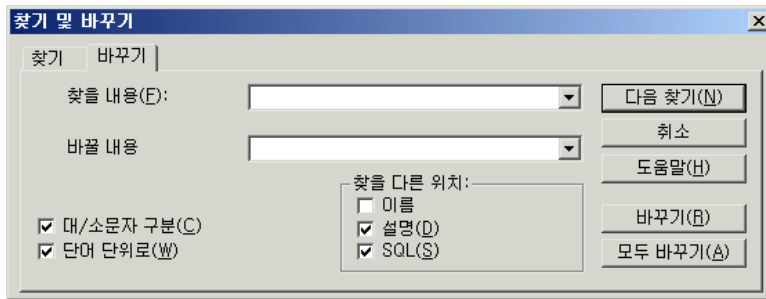 찾기 및 바꾸기
찾기 바꾸기
찾을 내용(F):
다음 찾기(N)
취소
바꿀 내용
도움말(H)
찾을 다른 위치:
이름
대/소문자 구분(C)
설명(D)
바꾸기(R)
단어 단위로(W)
SQL(S)
모두 바꾸기(A)